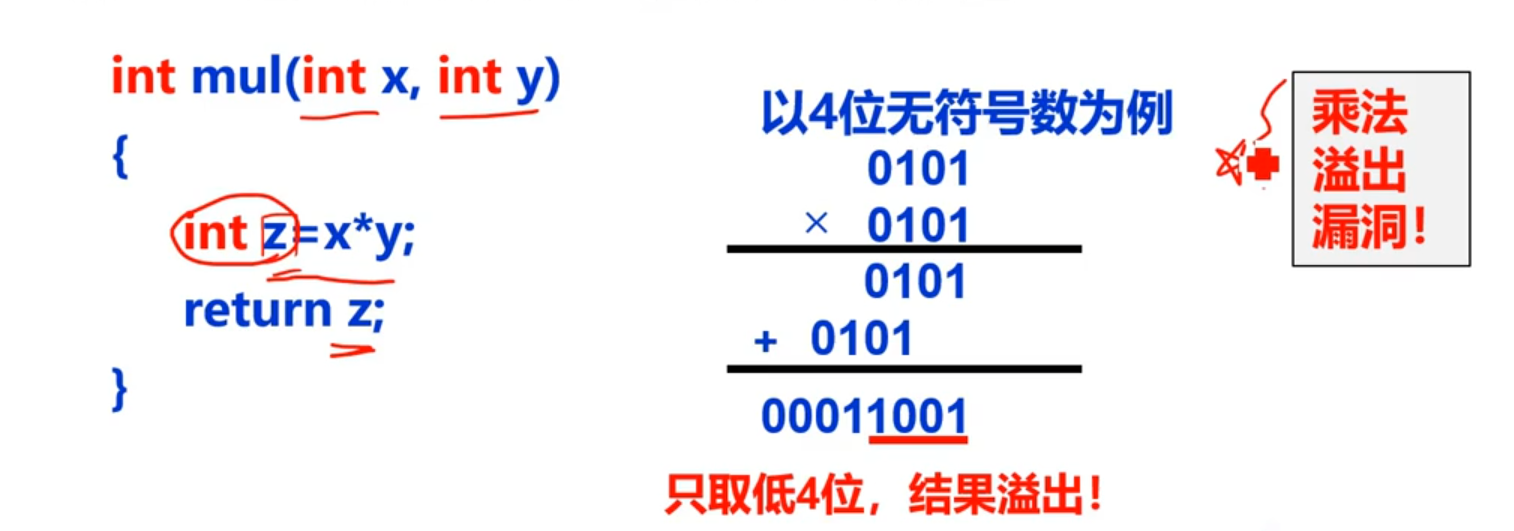 int mul(int x, int y)
{
int z=x*y;
return z;
}
以4位无符号数为例
0101
× 0101
0101
+ 0101
00011001
只取低4位，结果溢出！
乘法
溢出
漏洞！